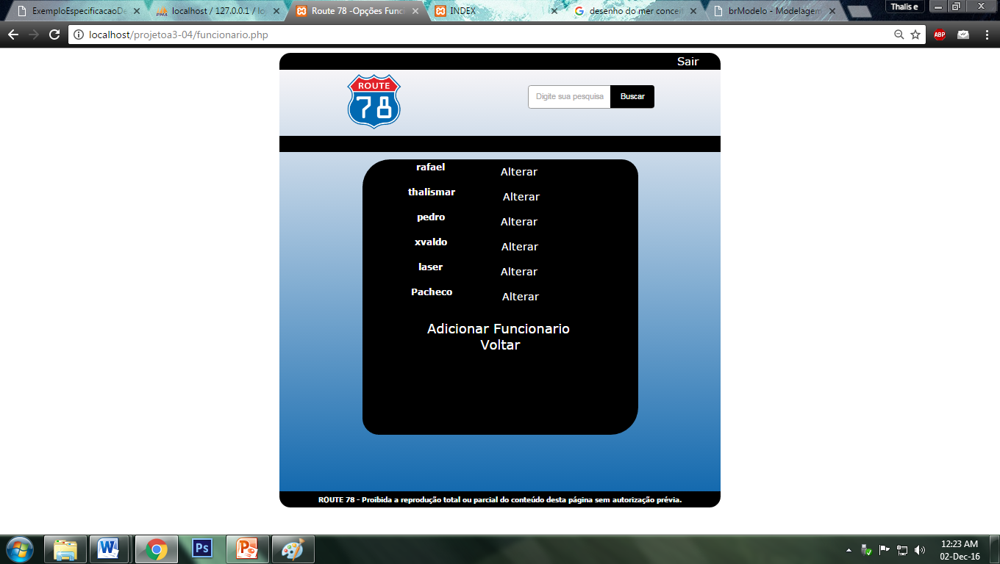 ExemploEspecificacaoDe
localhost / 127.0.0.1 / lo
Route 78 -Opções Funci
INDEX
desenho do mer conceit
brModelo - Modelagem
Thalis e
localhost/projetoa3-04/funcionario.php
ABP
Sair
ROUTE
78
Digite sua pesquisa
Buscar
rafael Alterar
thalismar Alterar
pedro Alterar
xvaldo Alterar
laser Alterar
Pacheco Alterar
Adicionar Funcionario
Voltar
ROUTE 78 - Proibida a reprodução total ou parcial do conteúdo desta página sem autorização prévia.
12:23 AM
02-Dec-16